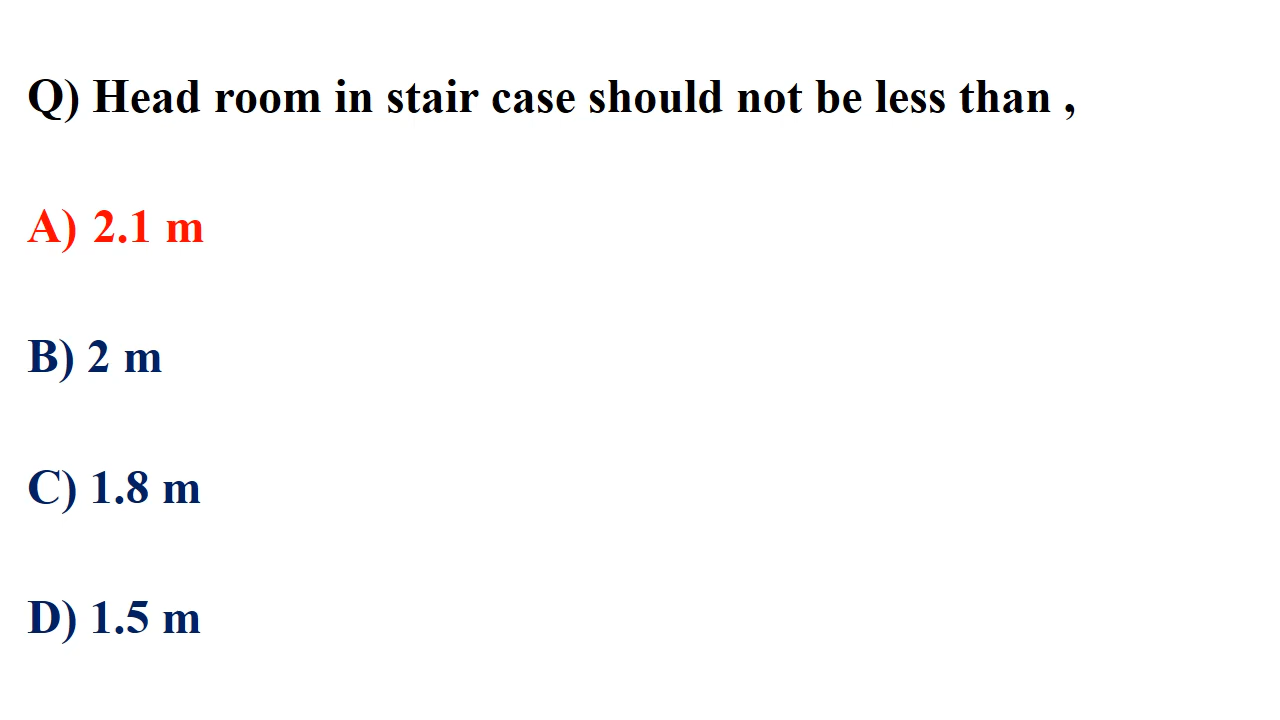 Q) Head room in stair case should not be less than ,
A) 2.1 m
B) 2 m
C) 1.8 m
D) 1.5 m